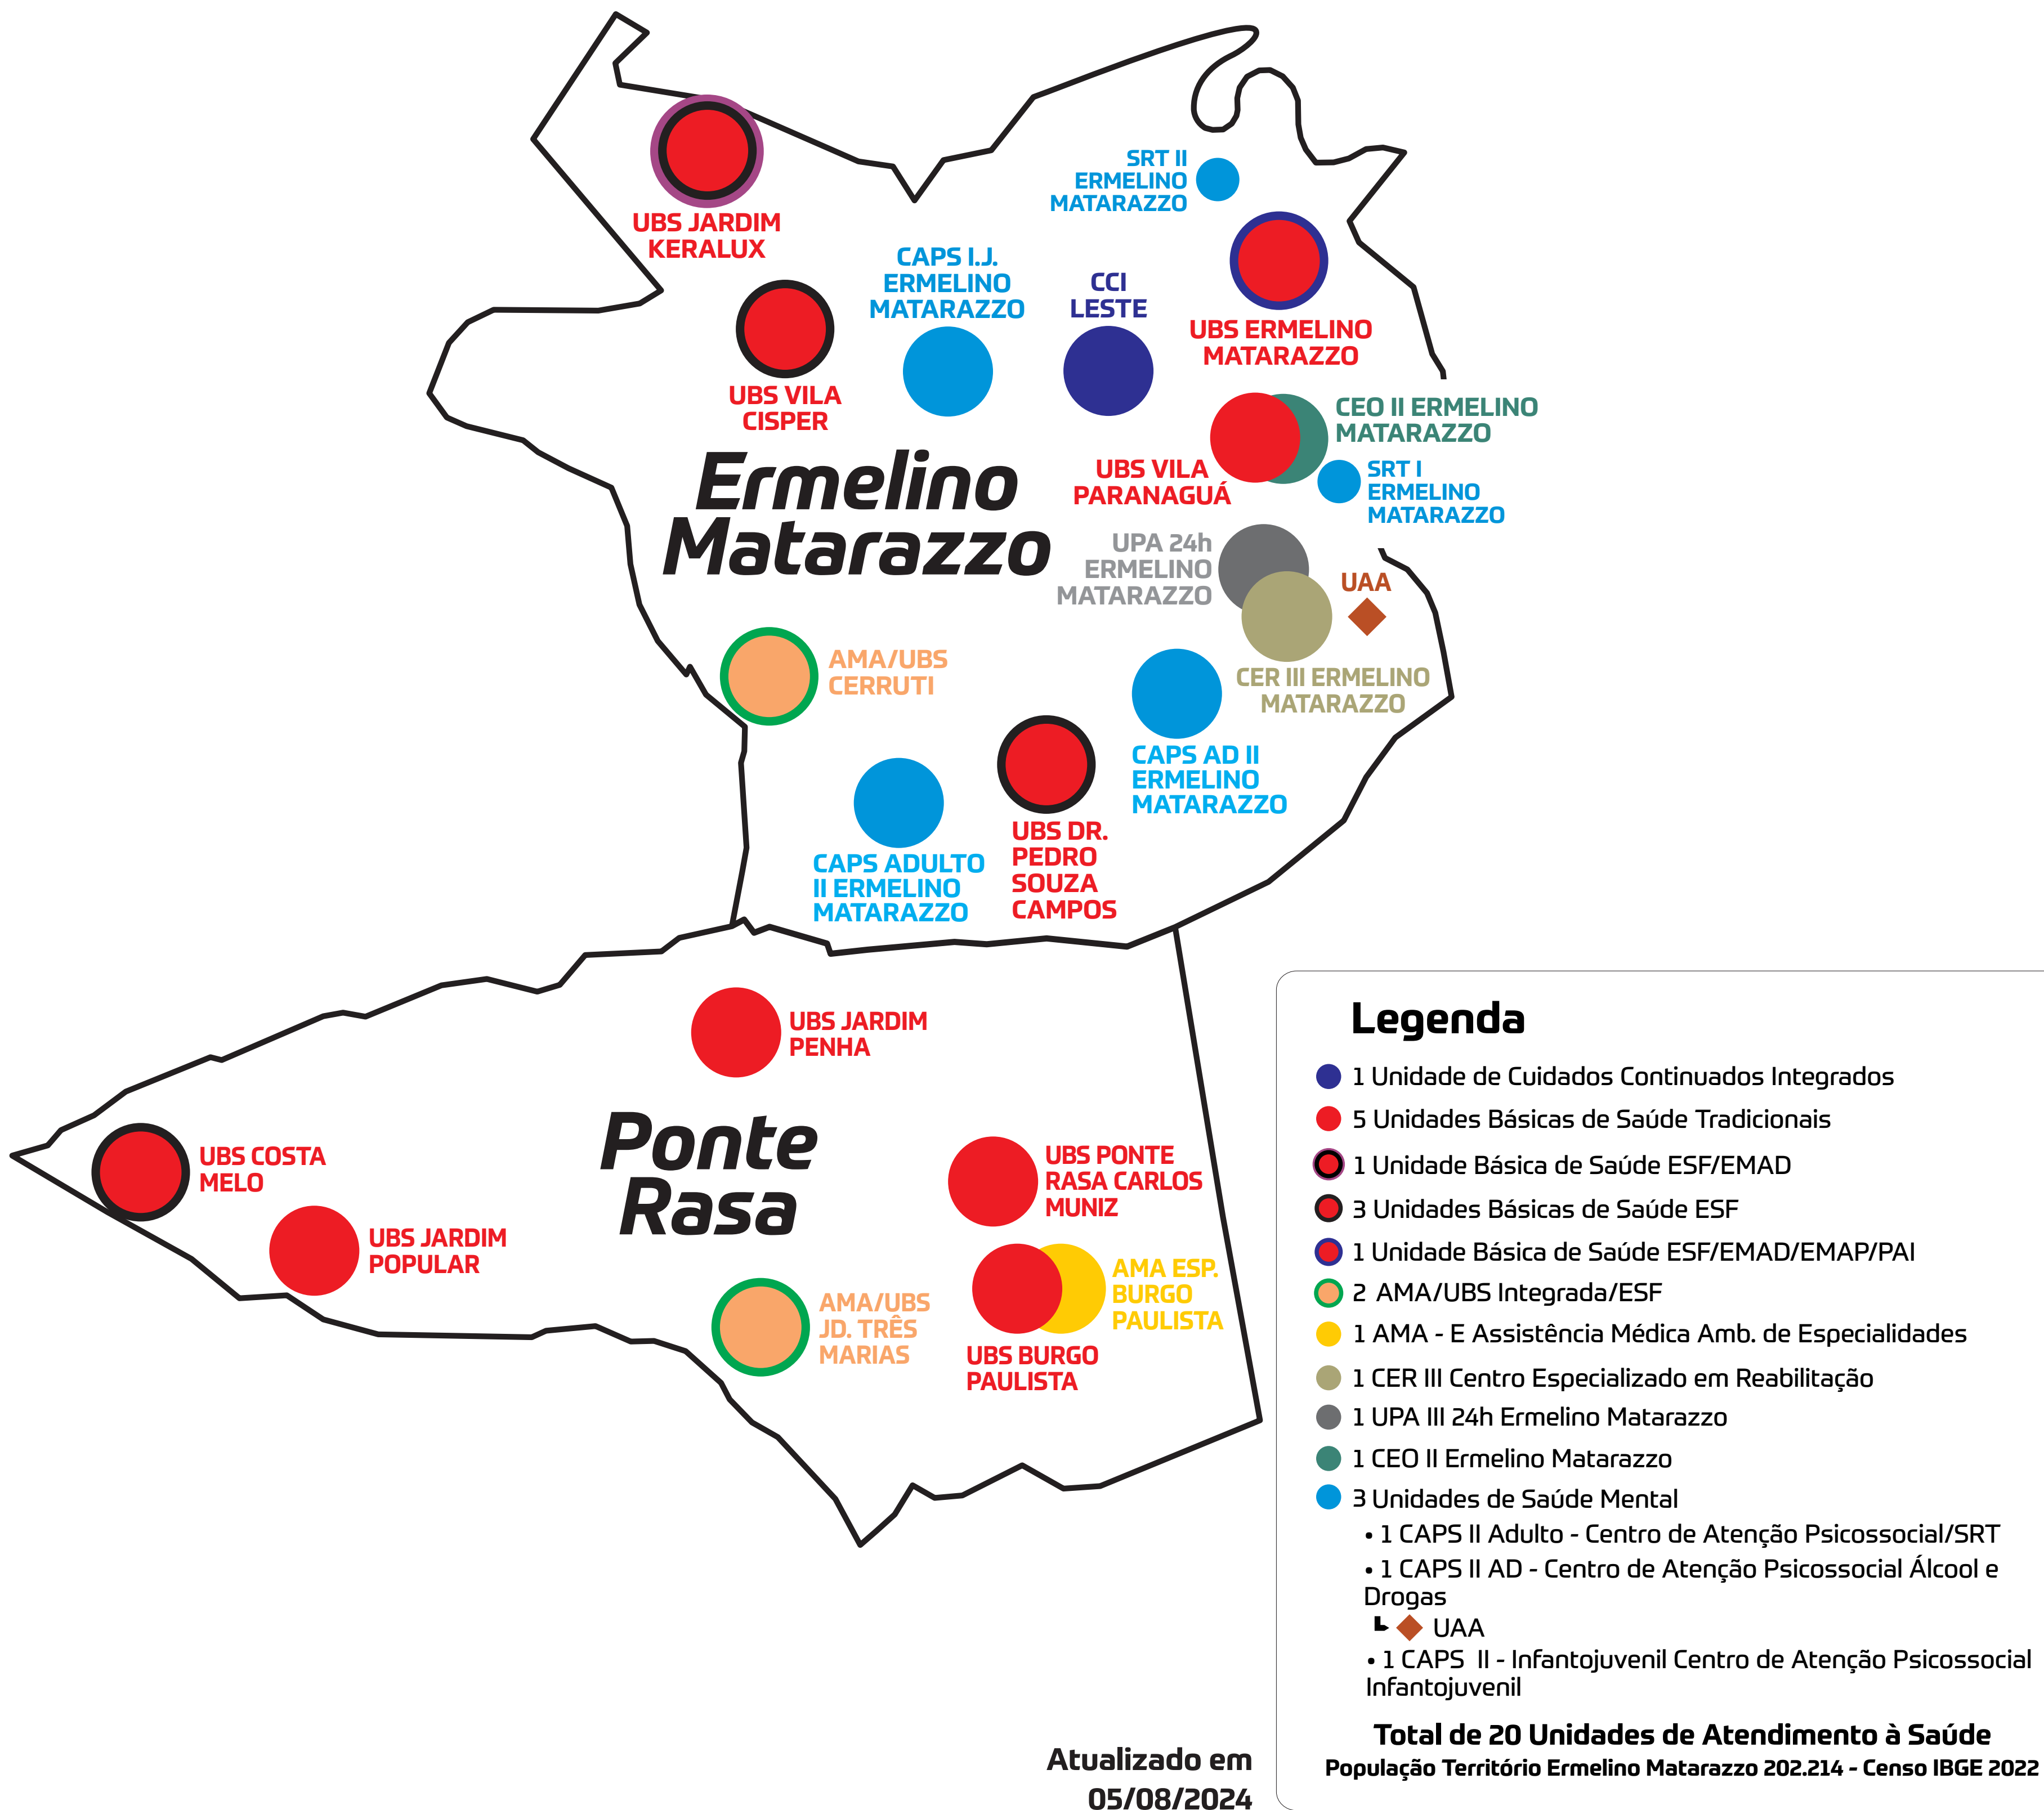 SRT II
ERMELINO
MATARAZZO
UBS JARDIM
KERALUX
CAPS I.J.
ERMELINO
MATARAZZO
CCI
LESTE
UBS ERMELINO
MATARAZZO
UBS VILA
CISPER
CEO II ERMELINO
MATARAZZO
UBS VILA
PARANAGUÁ
SRT I
ERMELINO
MATARAZZO
Ermelino
Matarazzo
UPA 24h
ERMELINO
MATARAZZO
UAA
AMA/UBS
CERRUTI
CER III ERMELINO
MATARAZZO
CAPS AD II
ERMELINO
MATARAZZO
UBS DR.
PEDRO
SOUZA
CAMPOS
CAPS ADULTO
II ERMELINO
MATARAZZO
UBS JARDIM
PENHA
Ponte
Rasa
UBS COSTA
MELO
UBS JARDIM
POPULAR
UBS PONTE
RASA CARLOS
MUNIZ
AMA ESP.
BURGO
PAULISTA
AMA/UBS
JD. TRÊS
MARIAS
UBS BURGO
PAULISTA
Legenda
1 Unidade de Cuidados Continuados Integrados
5 Unidades Básicas de Saúde Tradicionais
1 Unidade Básica de Saúde ESF/EMAD
3 Unidades Básicas de Saúde ESF
1 Unidade Básica de Saúde ESF/EMAD/EMAP/PAI
2 AMA/UBS Integrada/ESF
1 AMA - E Assistência Médica Amb. de Especialidades
1 CER III Centro Especializado em Reabilitação
1 UPA III 24h Ermelino Matarazzo
1 CEO II Ermelino Matarazzo
3 Unidades de Saúde Mental
• 1 CAPS II Adulto - Centro de Atenção Psicossocial/SRT
• 1 CAPS II AD - Centro de Atenção Psicossocial Álcool e
Drogas
UAA
• 1 CAPS II - Infantojuvenil Centro de Atenção Psicossocial
Infantojuvenil
Total de 20 Unidades de Atendimento à Saúde
População Território Ermelino Matarazzo 202.214 - Censo IBGE 2022
Atualizado em
05/08/2024